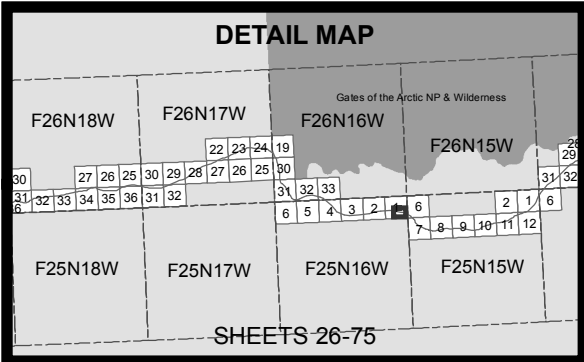 DETAIL MAP
Gates of the Arctic NP & Wilderness
F26N18W F26N17W F26N16W F26N15W
22 23 24 19 28
30 27 26 25 30 29 28 27 26 25 30 29
31 32 33 34 35 36 31 32 31 32 33 31 32
6 6 5 4 3 2 1 6 2 1 6
7 8 9 10 11 12
F25N18W F25N17W F25N16W F25N15W
SHEETS 26-75